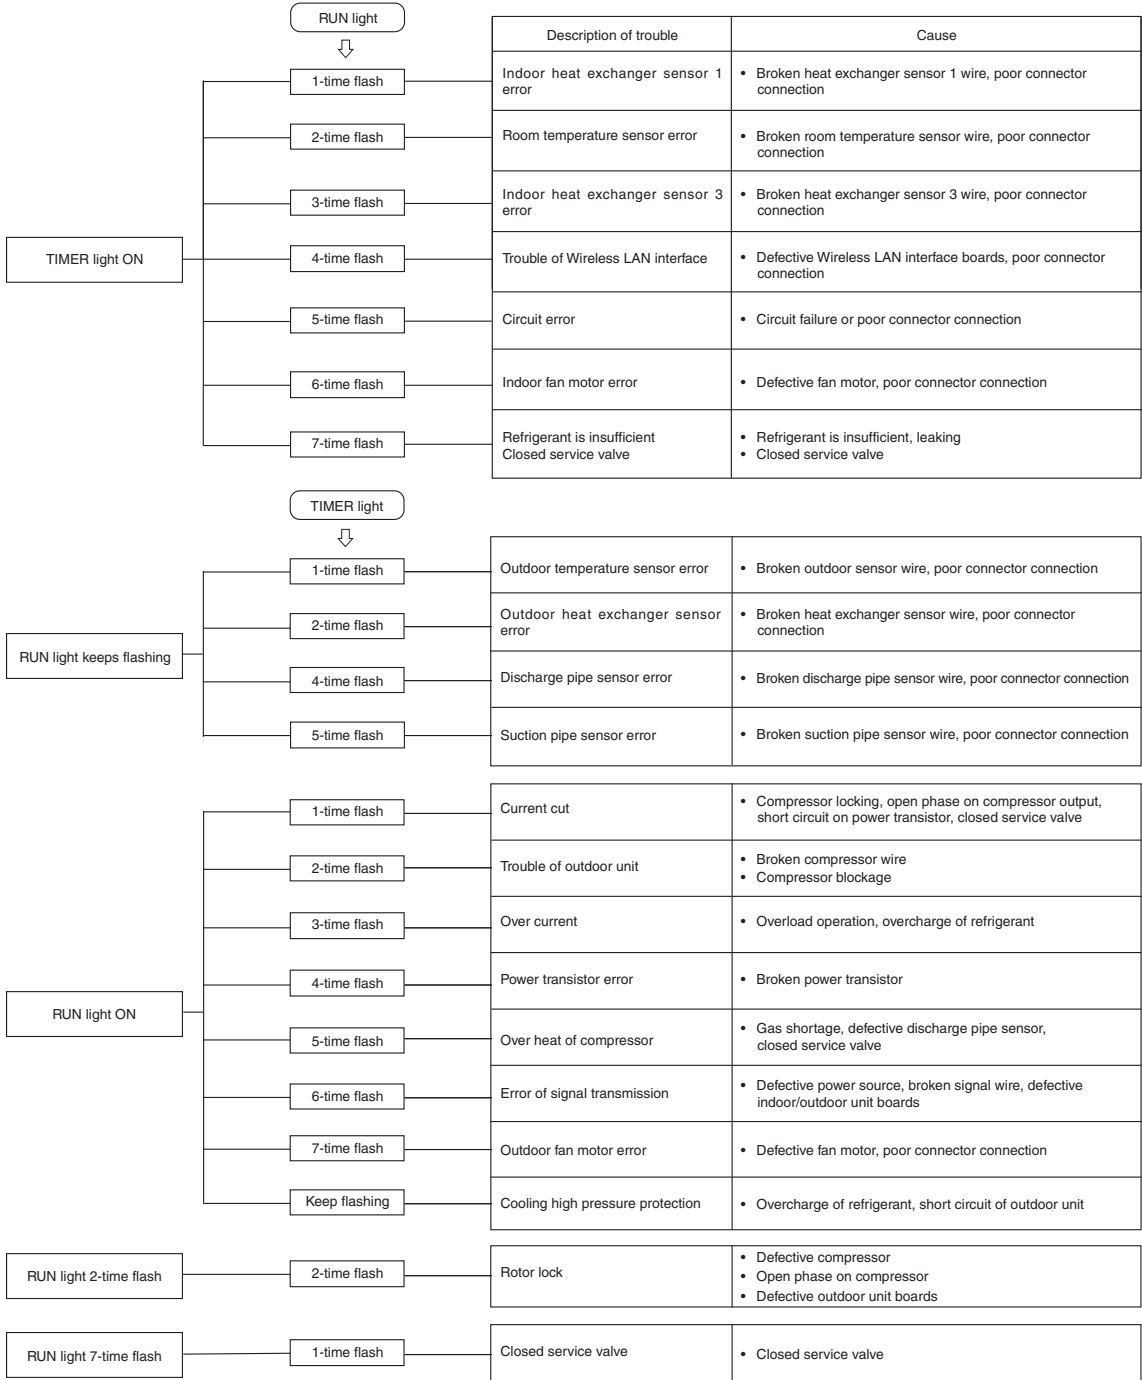 RUN light
Description of trouble
Cause
TIMER light ON
1-time flash
Indoor heat exchanger sensor 1
error
• Broken heat exchanger sensor 1 wire, poor connector
connection
2-time flash
Room temperature sensor error
• Broken room temperature sensor wire, poor connector
connection
3-time flash
Indoor heat exchanger sensor 3
error
• Broken heat exchanger sensor 3 wire, poor connector
connection
4-time flash
Trouble of Wireless LAN interface
• Defective Wireless LAN interface boards, poor connector
connection
5-time flash
Circuit error
• Circuit failure or poor connector connection
6-time flash
Indoor fan motor error
• Defective fan motor, poor connector connection
7-time flash
Refrigerant is insufficient
Closed service valve
• Refrigerant is insufficient, leaking
• Closed service valve
TIMER light
RUN light keeps flashing
1-time flash
Outdoor temperature sensor error
• Broken outdoor sensor wire, poor connector connection
2-time flash
Outdoor heat exchanger sensor
error
• Broken heat exchanger sensor wire, poor connector
connection
4-time flash
Discharge pipe sensor error
• Broken discharge pipe sensor wire, poor connector connection
5-time flash
Suction pipe sensor error
• Broken suction pipe sensor wire, poor connector connection
RUN light ON
1-time flash
Current cut
• Compressor locking, open phase on compressor output,
short circuit on power transistor, closed service valve
2-time flash
Trouble of outdoor unit
• Broken compressor wire
• Compressor blockage
3-time flash
Over current
• Overload operation, overcharge of refrigerant
4-time flash
Power transistor error
• Broken power transistor
5-time flash
Over heat of compressor
• Gas shortage, defective discharge pipe sensor,
closed service valve
6-time flash
Error of signal transmission
• Defective power source, broken signal wire, defective
indoor/outdoor unit boards
7-time flash
Outdoor fan motor error
• Defective fan motor, poor connector connection
Keep flashing
Cooling high pressure protection
• Overcharge of refrigerant, short circuit of outdoor unit
RUN light 2-time flash
2-time flash
Rotor lock
• Defective compressor
• Open phase on compressor
• Defective outdoor unit boards
RUN light 7-time flash
1-time flash
Closed service valve
• Closed service valve